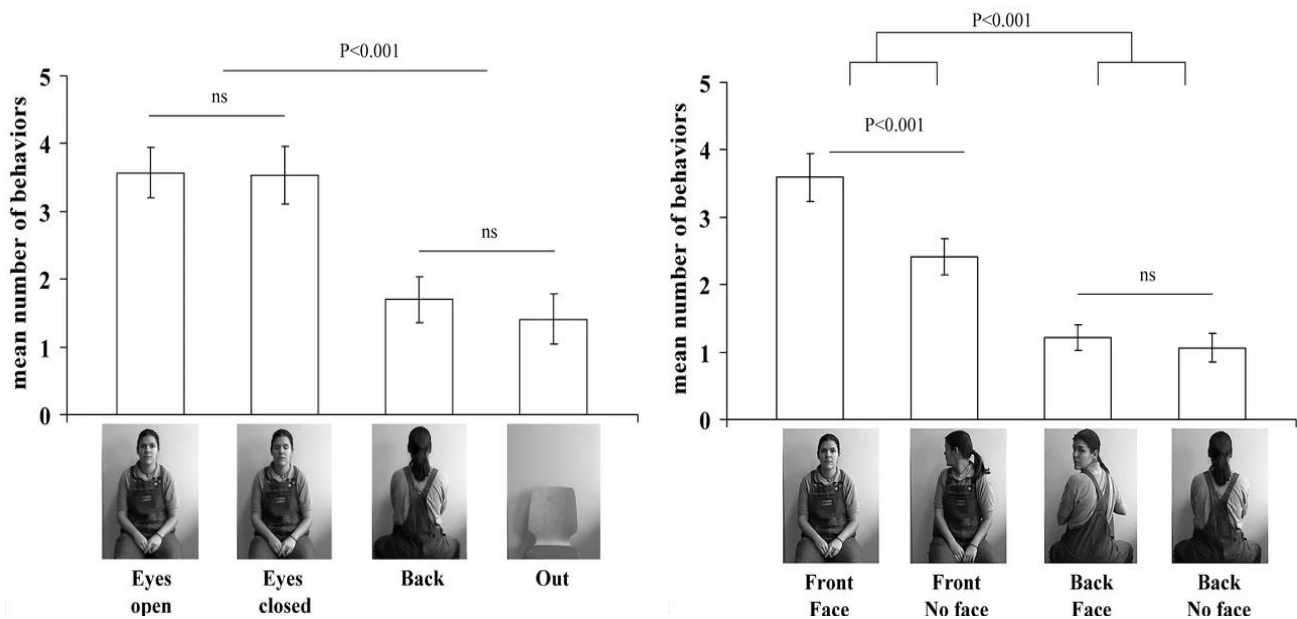 P<0.001
ns
ns
mean number of behaviors
5
4
3
2
1
0
Eyes
open
Eyes
closed
Back
Out
P<0.001
P<0.001
ns
mean number of behaviors
5
4
3
2
1
0
Front
Face
Front
No face
Back
Face
Back
No face